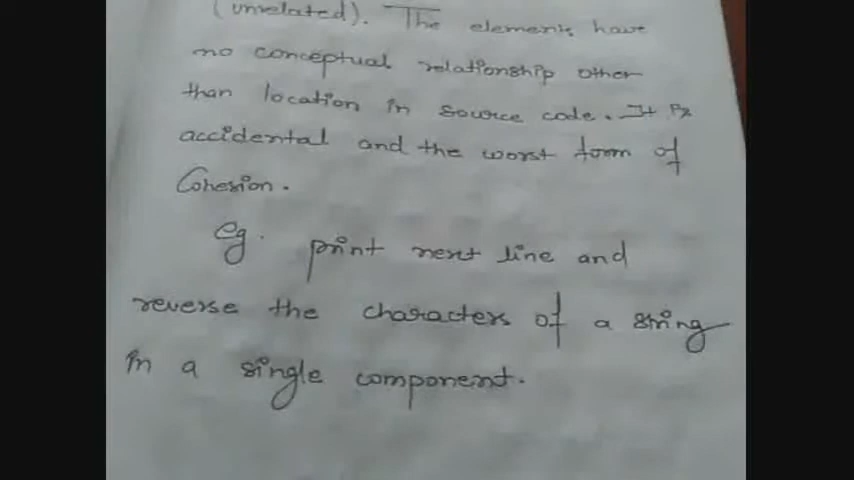 (unrelated). The elements have
no conceptual relationship other
than location in source code. It is
accidental and the worst form of
Cohesion.
eg. print next line and
reverse the characters of a string
in a single component.